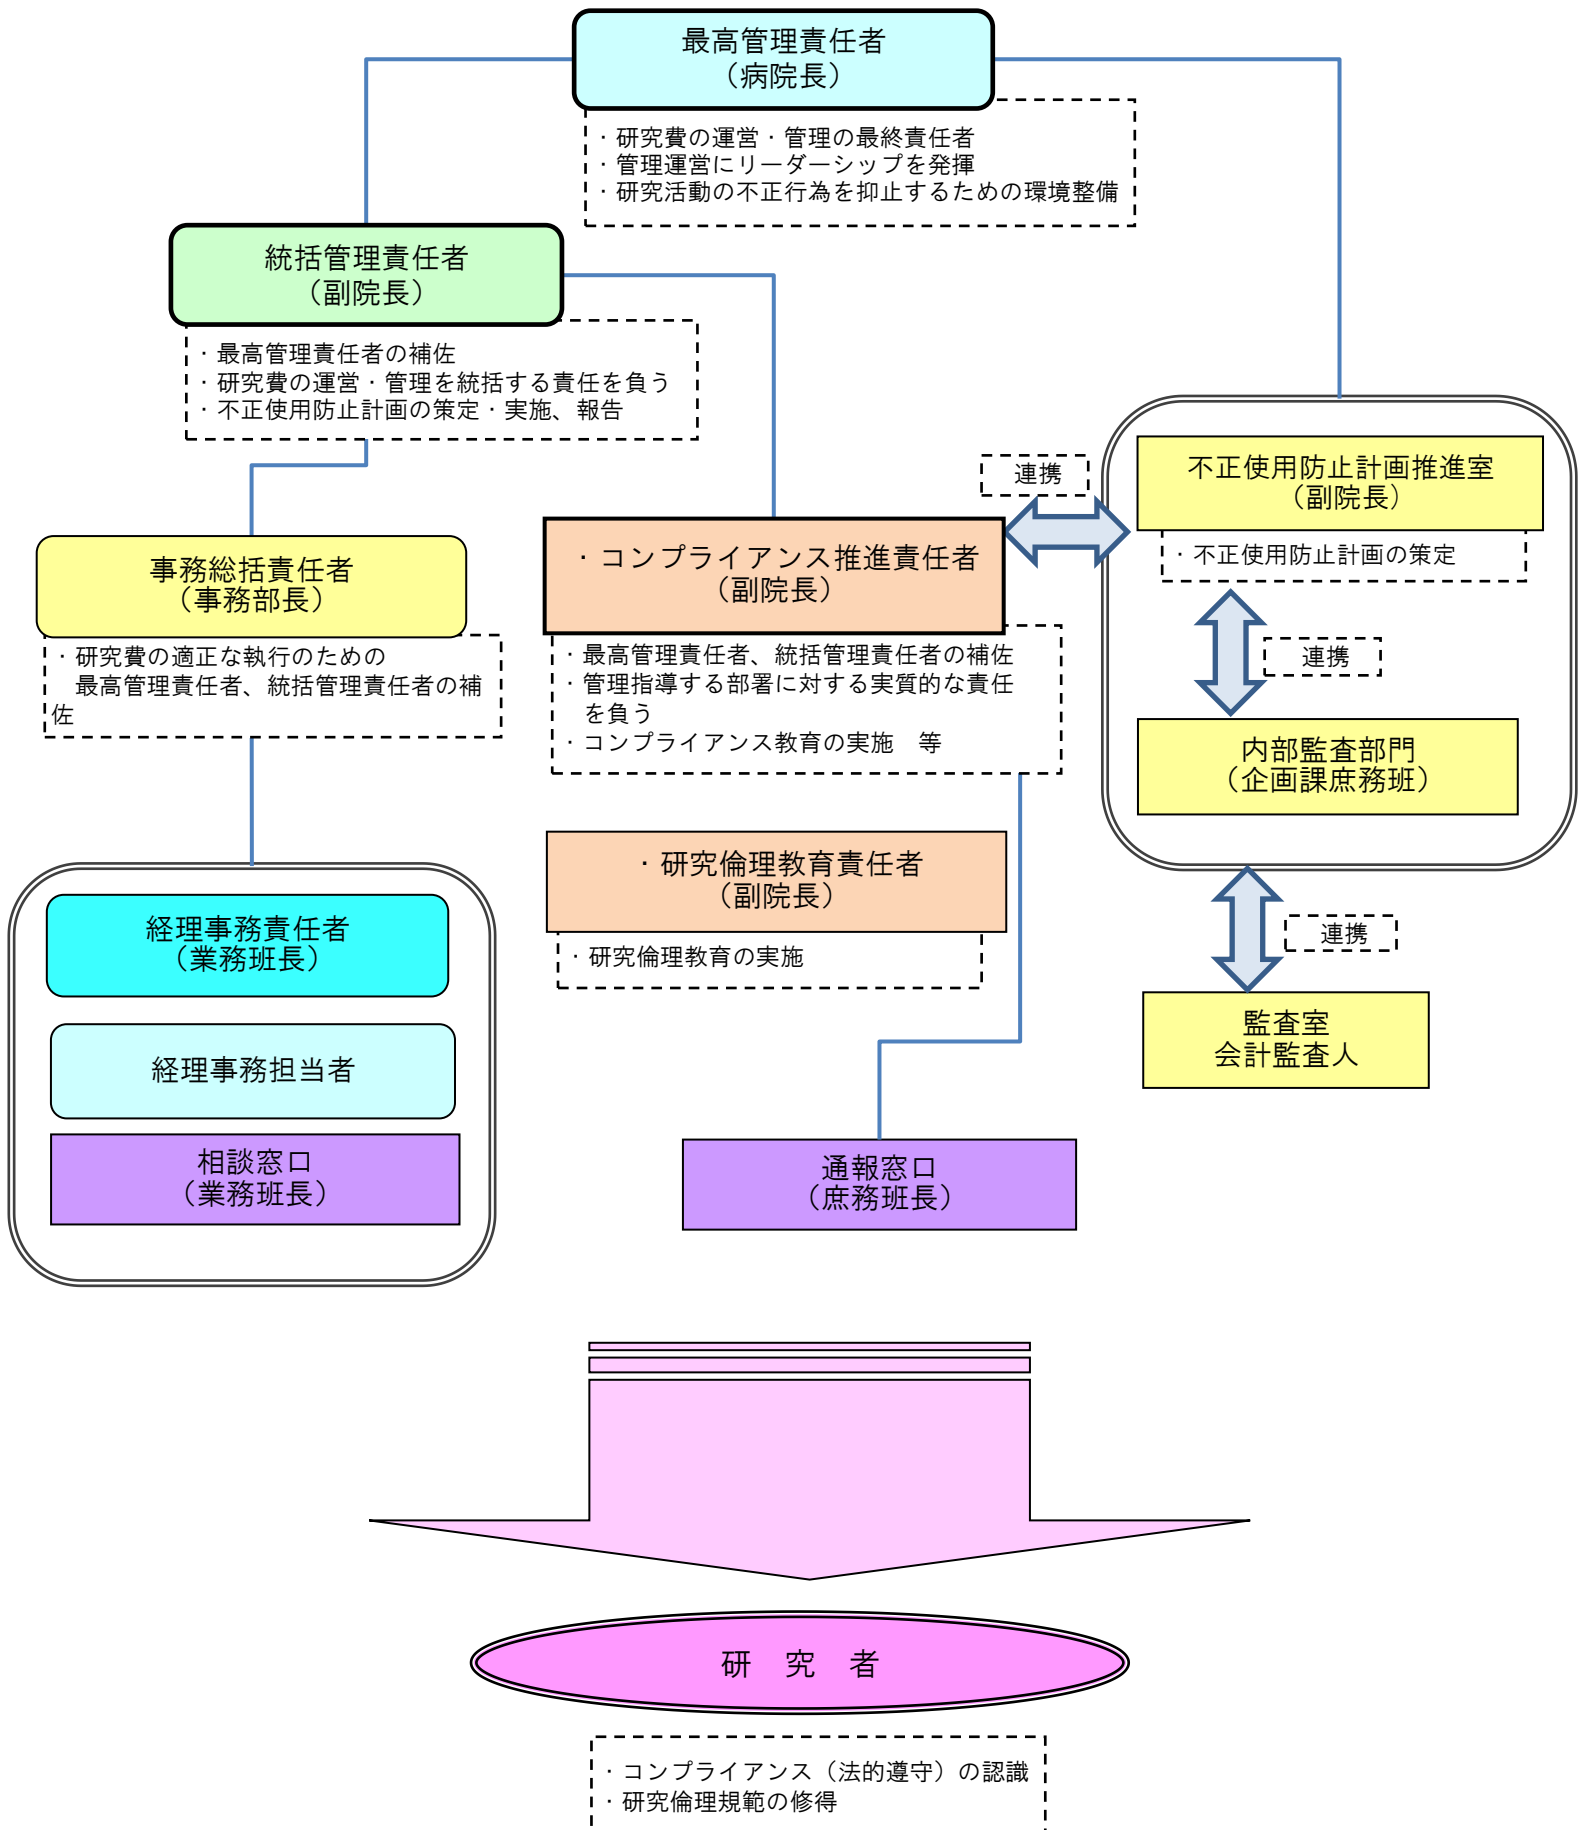 最高管理責任者
（病院長）
・研究費の運営・管理の最終責任者
・管理運営にリーダーシップを発揮
・研究活動の不正行為を抑止するための環境整備
統括管理責任者
（副院長）
・最高管理責任者の補佐
・研究費の運営・管理を統括する責任を負う
・不正使用防止計画の策定・実施、報告
連携
不正使用防止計画推進室
（副院長）
・不正使用防止計画の策定
連携
内部監査部門
（企画課庶務班）
事務総括責任者
（事務部長）
・研究費の適正な執行のための
最高管理責任者、統括管理責任者の補
佐
・コンプライアンス推進責任者
（副院長）
・最高管理責任者、統括管理責任者の補佐
・管理指導する部署に対する実質的な責任
を負う
・コンプライアンス教育の実施　等
・研究倫理教育責任者
（副院長）
・研究倫理教育の実施
連携
監査室
会計監査人
経理事務責任者
（業務班長）
経理事務担当者
相談窓口
（業務班長）
通報窓口
（庶務班長）
研　究　者
・コンプライアンス（法的遵守）の認識
・研究倫理規範の修得